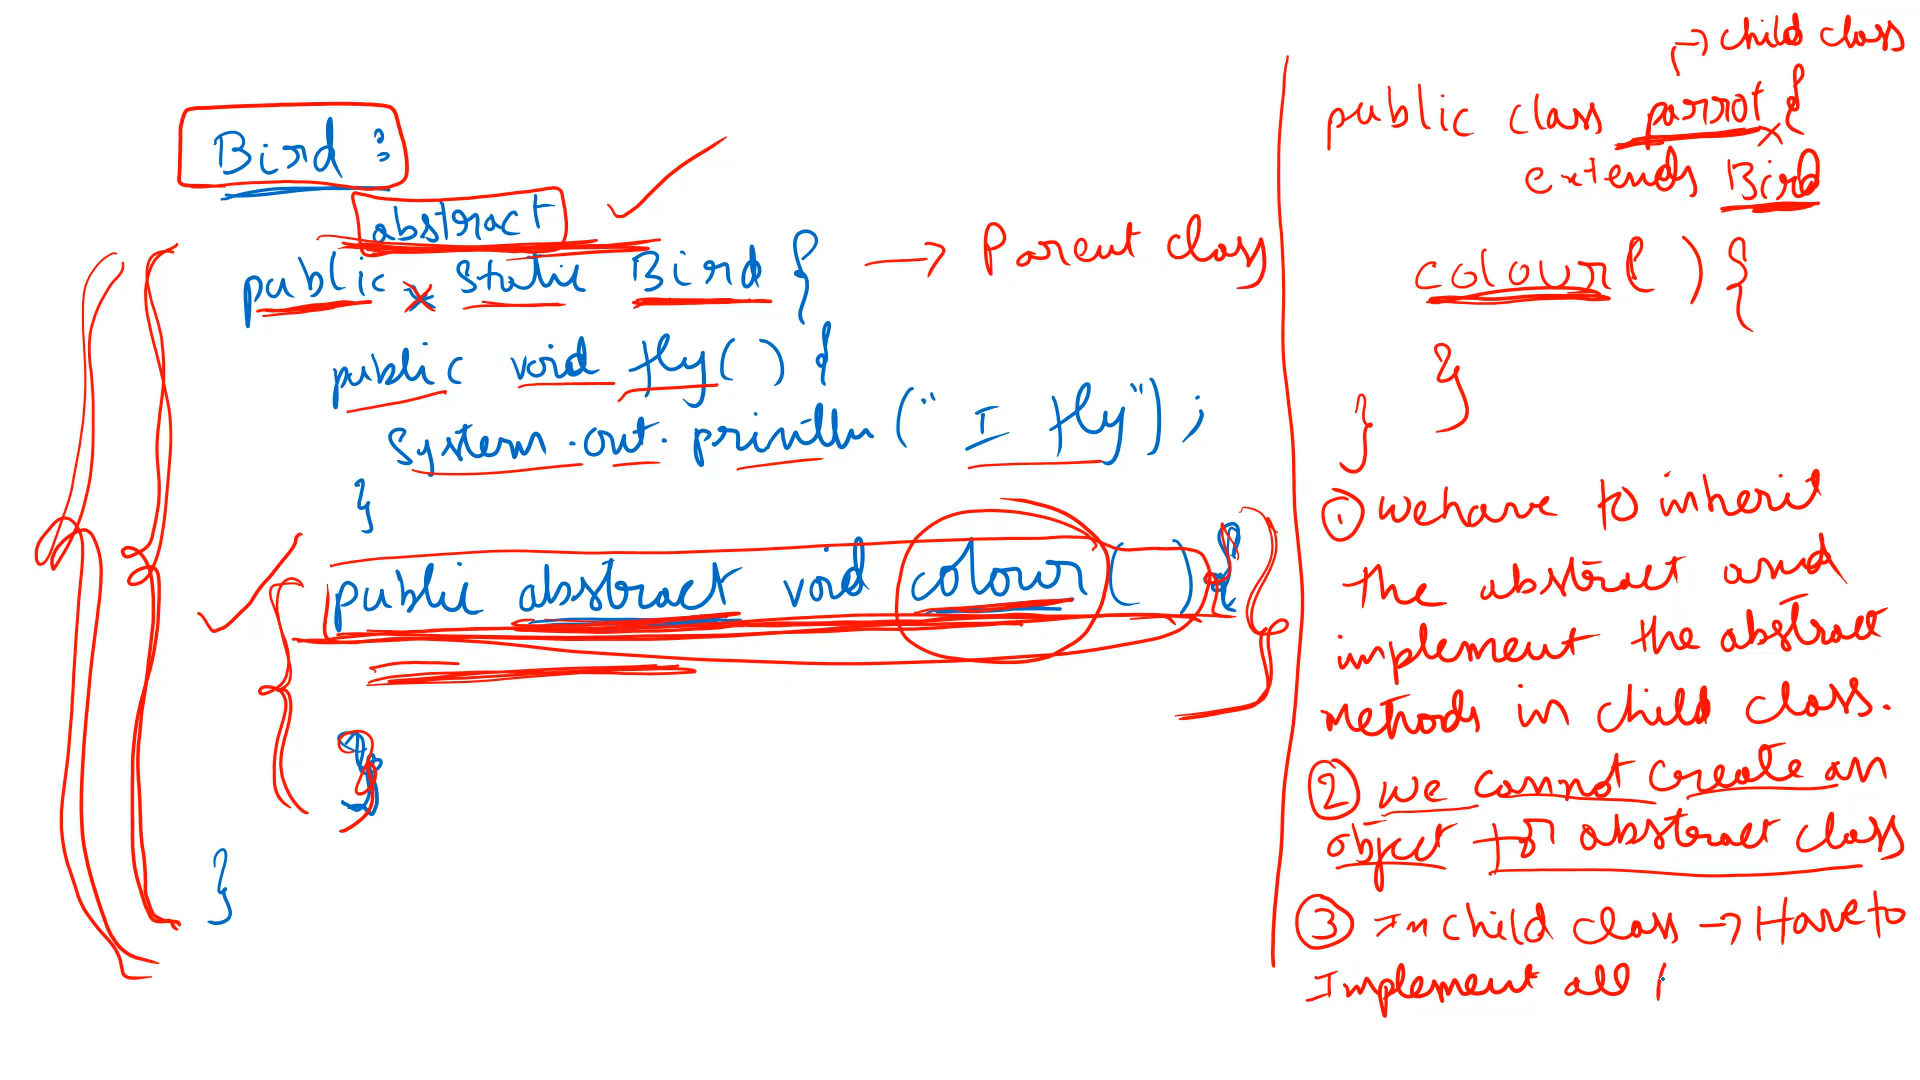 Bird :
abstract
public static Bird { → Parent class
public void fly() {
System.out.println(" I fly");
}
public abstract void colour() {
}
}
→ child class
public class parrot {
extends Bird
colour() {
}
}
① we have to inherit
the abstract and
implement the abstract
methods in child class.
② we cannot create an
object for abstract class
③ In child class → Have to
Implement all